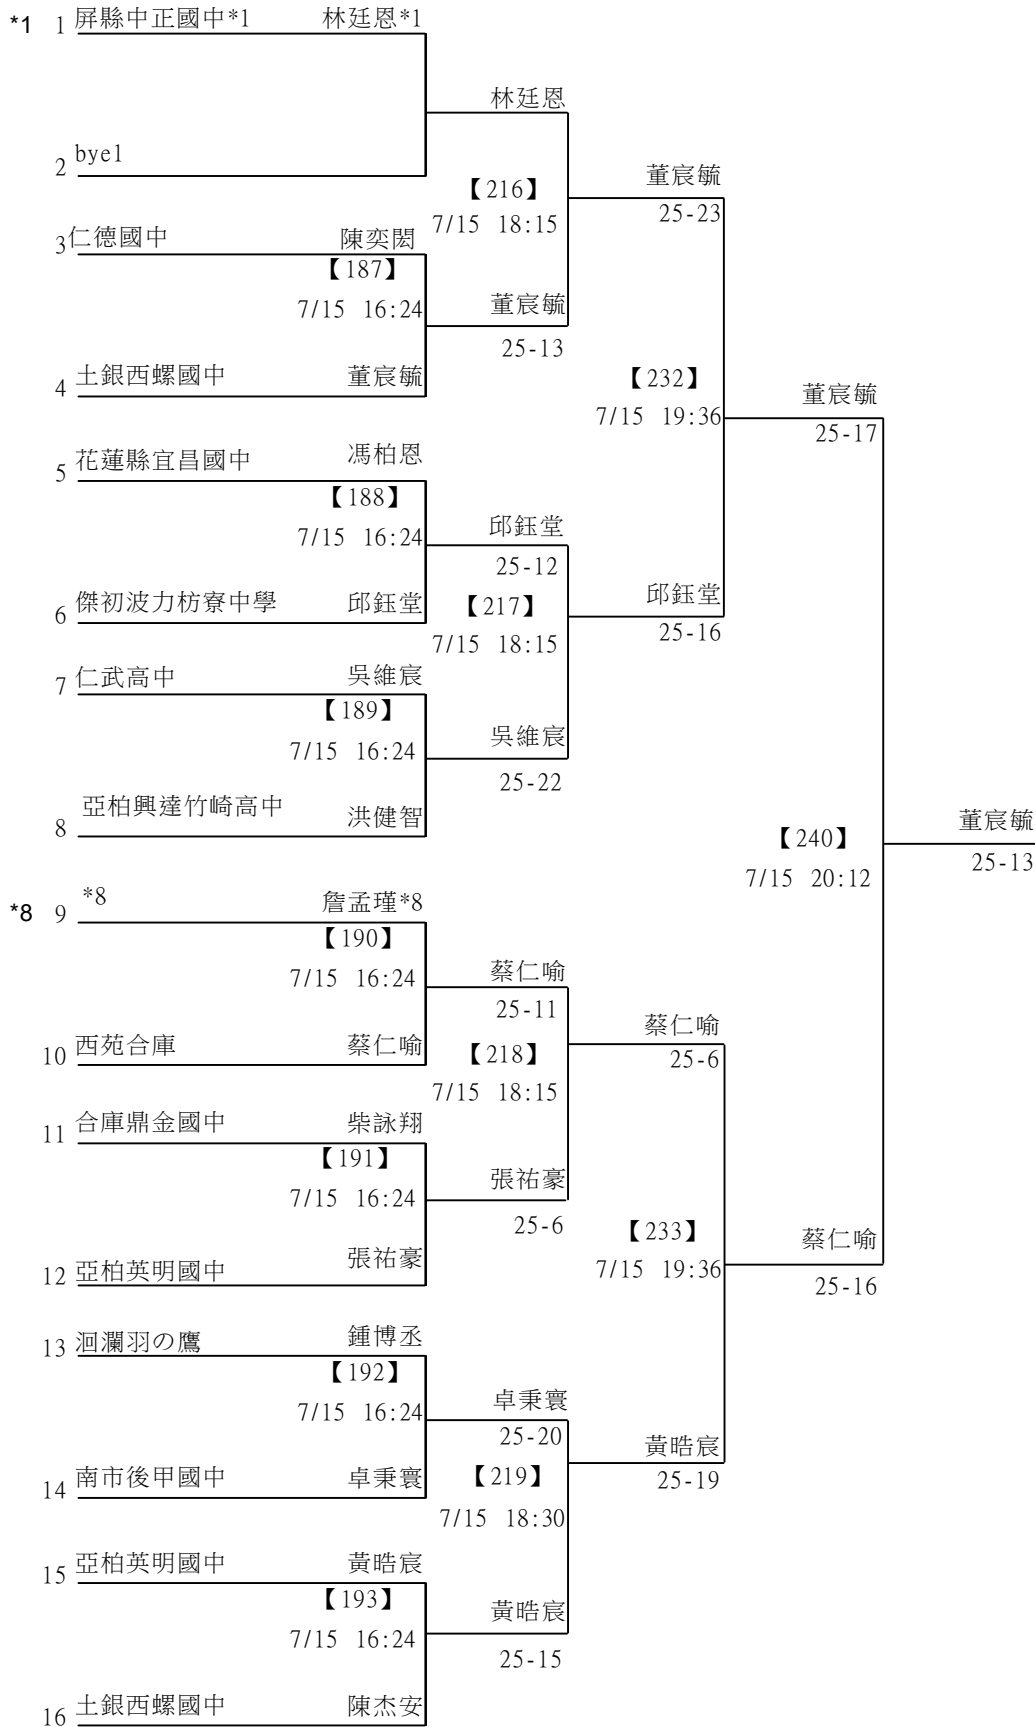 *1 1 屏縣中正國中*1 林廷恩*1
林廷恩
2 bye1
【216】
7/15 18:15
董宸毓
25-23
3 仁德國中 陳奕閎
【187】
7/15 16:24
董宸毓
25-13
4 土銀西螺國中 董宸毓
【232】
7/15 19:36
董宸毓
25-17
5 花蓮縣宜昌國中 馮柏恩
【188】
7/15 16:24
邱鈺堂
25-12
6 傑初波力枋寮中學 邱鈺堂
【217】
7/15 18:15
邱鈺堂
25-16
7 仁武高中 吳維宸
【189】
7/15 16:24
吳維宸
25-22
8 亞柏興達竹崎高中 洪健智
【240】
7/15 20:12
董宸毓
25-13
*8 9 *8 詹孟瑾*8
【190】
7/15 16:24
蔡仁喻
25-11
10 西苑合庫 蔡仁喻
【218】
7/15 18:15
蔡仁喻
25-6
11 合庫鼎金國中 柴詠翔
【191】
7/15 16:24
張祐豪
25-6
12 亞柏英明國中 張祐豪
【233】
7/15 19:36
蔡仁喻
25-16
13 洄瀾羽の鷹 鍾博丞
【192】
7/15 16:24
卓秉寰
25-20
14 南市後甲國中 卓秉寰
【219】
7/15 18:30
黃晧宸
25-19
15 亞柏英明國中 黃晧宸
【193】
7/15 16:24
黃晧宸
25-15
16 土銀西螺國中 陳杰安